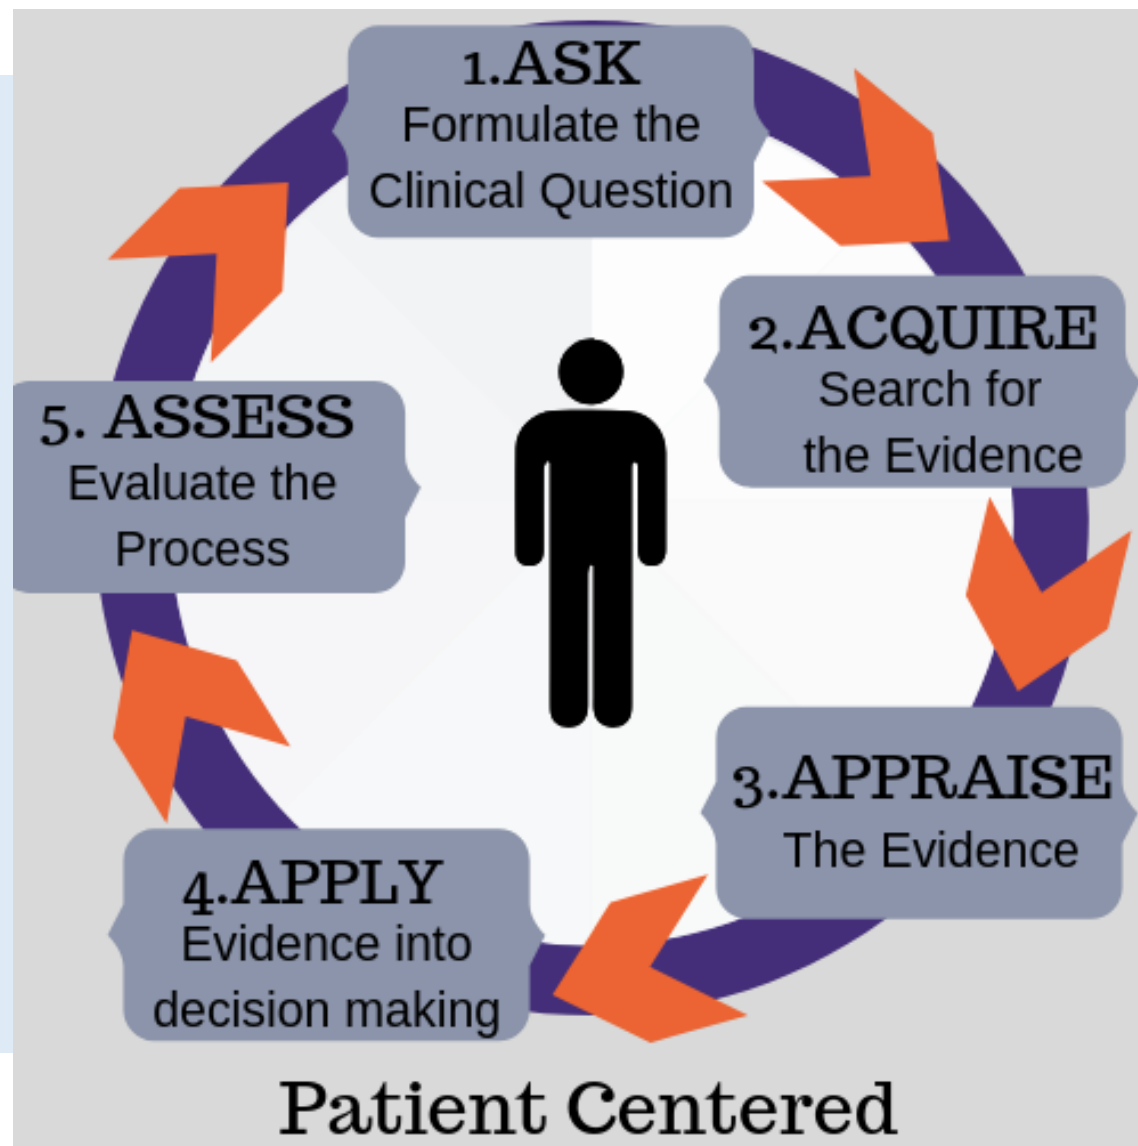 1.ASK
Formulate the
Clinical Question
2.ACQUIRE
Search for
the Evidence
3.APPRAISE
The Evidence
4.APPLY
Evidence into
decision making
5. ASSESS
Evaluate the
Process
Patient Centered